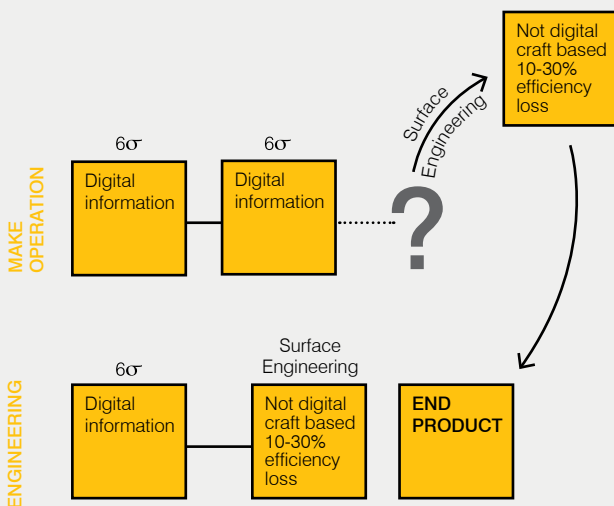 Not digital
craft based
10-30%
efficiency
loss
Surface
Engineering
6σ
6σ
Digital
information
Digital
information
?
MAKE
OPERATION
6σ
Surface
Engineering
Digital
information
Not digital
craft based
10-30%
efficiency
loss
END
PRODUCT
ENGINEERING